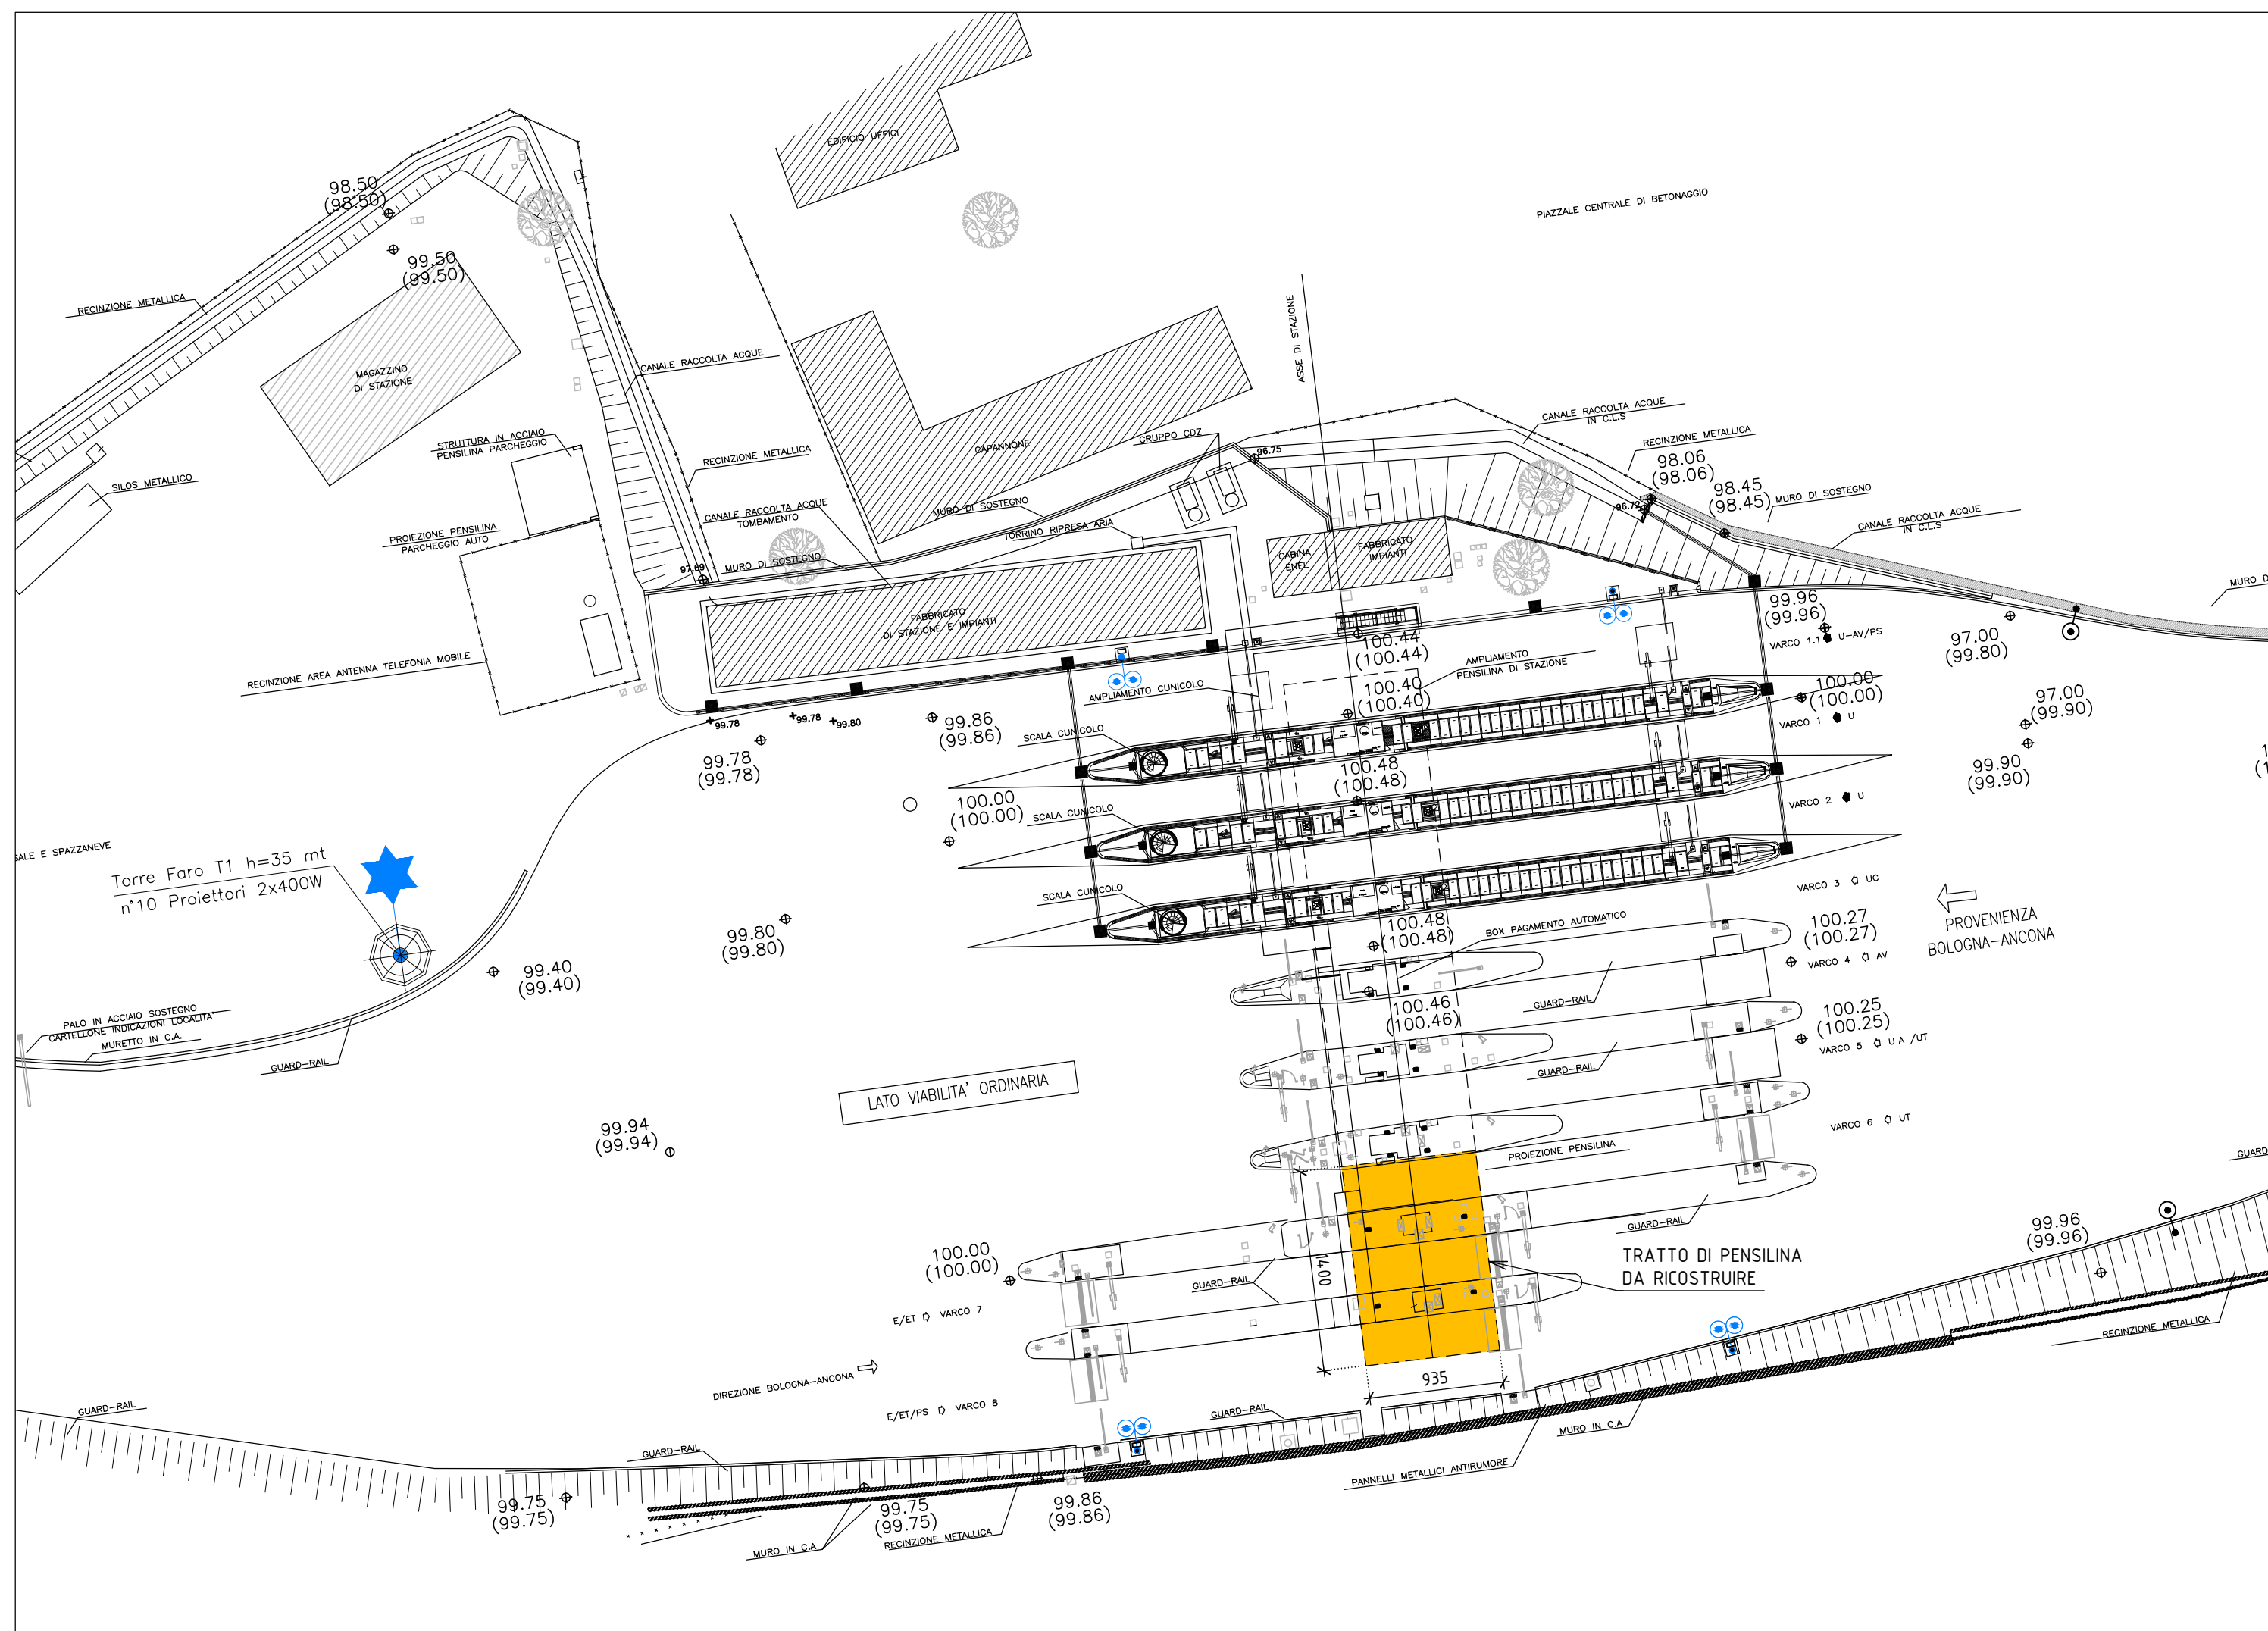 EDIFICIO UFFICI
PIAZZALE CENTRALE DI BETONAGGIO
98.50
(98.50)
99.50
(99.50)
RECINZIONE METALLICA
MAGAZZINO
DI STAZIONE
CANALE RACCOLTA ACQUE
ASSE DI STAZIONE
STRUTTURA IN ACCIAIO
PENSILINA PARCHEGGIO
RECINZIONE METALLICA
CAPANNONE
GRUPPO CDZ
96.75
CANALE RACCOLTA ACQUE
IN C.L.S
RECINZIONE METALLICA
98.06
(98.06)
98.45
(98.45)
MURO DI SOSTEGNO
96.72
CANALE RACCOLTA ACQUE
IN C.L.S
SILOS METALLICO
PROIEZIONE PENSILINA
PARCHEGGIO AUTO
CANALE RACCOLTA ACQUE
TOMBAMENTO
MURO DI SOSTEGNO
TORRINO RIPRESA ARIA
97.69
MURO DI SOSTEGNO
CABINA
ENEL
FABBRICATO
IMPIANTI
MURO D
FABBRICATO
DI STAZIONE E IMPIANTI
99.96
(99.96)
VARCO 1.1 U-AV/PS
97.00
(99.80)
100.44
(100.44)
AMPLIAMENTO
PENSILINA DI STAZIONE
RECINZIONE AREA ANTENNA TELEFONIA MOBILE
AMPLIAMENTO CUNICOLO
100.40
(100.40)
100.00
(100.00)
VARCO 1 U
97.00
(99.90)
99.78
99.78
99.80
99.86
(99.86)
SCALA CUNICOLO
99.78
(99.78)
100.48
(100.48)
99.90
(99.90)
100.00
(100.00)
SCALA CUNICOLO
VARCO 2 U
SALE E SPAZZANEVE
Torre Faro T1 h=35 mt
n°10 Proiettori 2x400W
SCALA CUNICOLO
VARCO 3 UC
PROVENIENZA
BOLOGNA-ANCONA
99.80
(99.80)
100.48
(100.48)
BOX PAGAMENTO AUTOMATICO
100.27
(100.27)
VARCO 4 AV
99.40
(99.40)
100.46
(100.46)
GUARD-RAIL
PALO IN ACCIAIO SOSTEGNO
CARTELLONE INDICAZIONI LOCALITA'
MURETTO IN C.A.
GUARD-RAIL
100.25
(100.25)
VARCO 5 U A /UT
GUARD-RAIL
LATO VIABILITA' ORDINARIA
99.94
(99.94)
VARCO 6 UT
PROIEZIONE PENSILINA
GUARD
GUARD-RAIL
100.00
(100.00)
99.96
(99.96)
1400
TRATTO DI PENSILINA
DA RICOSTRUIRE
GUARD-RAIL
E/ET VARCO 7
RECINZIONE METALLICA
DIREZIONE BOLOGNA-ANCONA
935
E/ET/PS VARCO 8
GUARD-RAIL
GUARD-RAIL
MURO IN C.A
GUARD-RAIL
PANNELLI METALLICI ANTIRUMORE
99.75
(99.75)
99.75
(99.75)
99.86
(99.86)
RECINZIONE METALLICA
MURO IN C.A